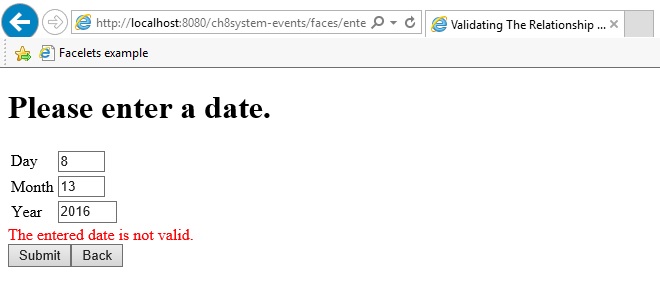 http://localhost:8080/ch8system-events/faces/ente
Validating The Relationship ...
Facelets example
Please enter a date.
Day 8
Month 13
Year 2016
The entered date is not valid.
Submit Back